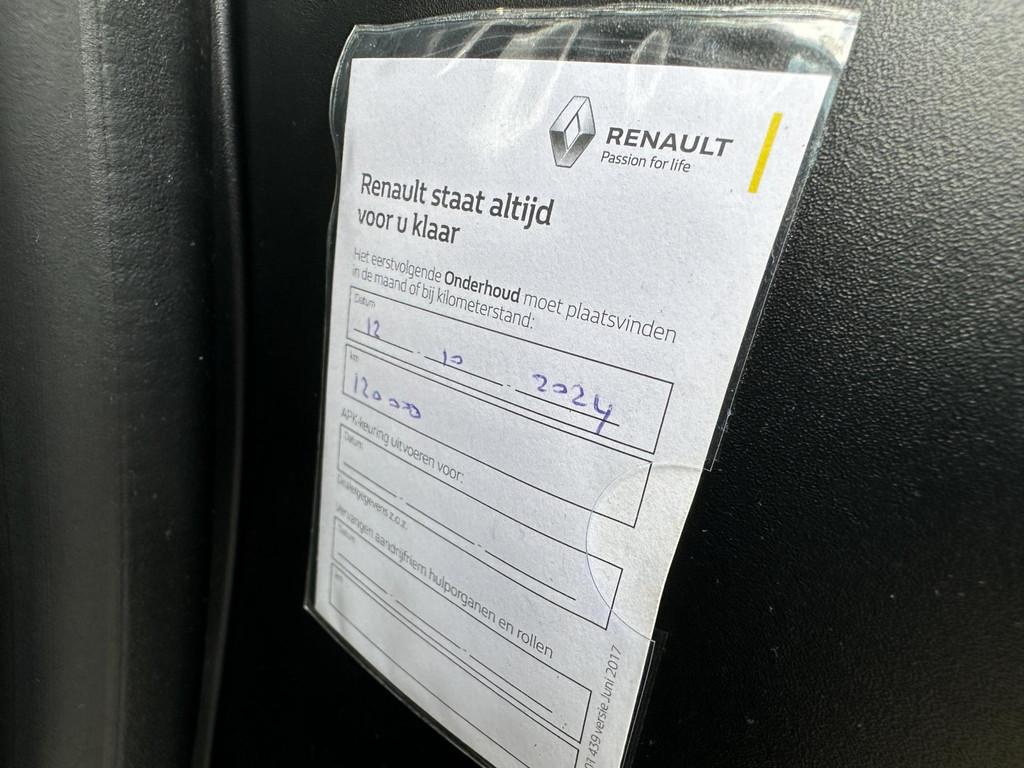 RENAULT
Passion for life
Renault staat altijd
voor u klaar
Het eerstvolgende Onderhoud moet plaatsvinden
in de maand of bij kilometerstand:
Datum
12 10 2024
km
120000
APK-keuring uitvoeren voor:
Datum
Dealergegevens z.o.z.
Vervangen aandrijfriem hulporganen en rollen
Datum
km
439 versie Juni 2017